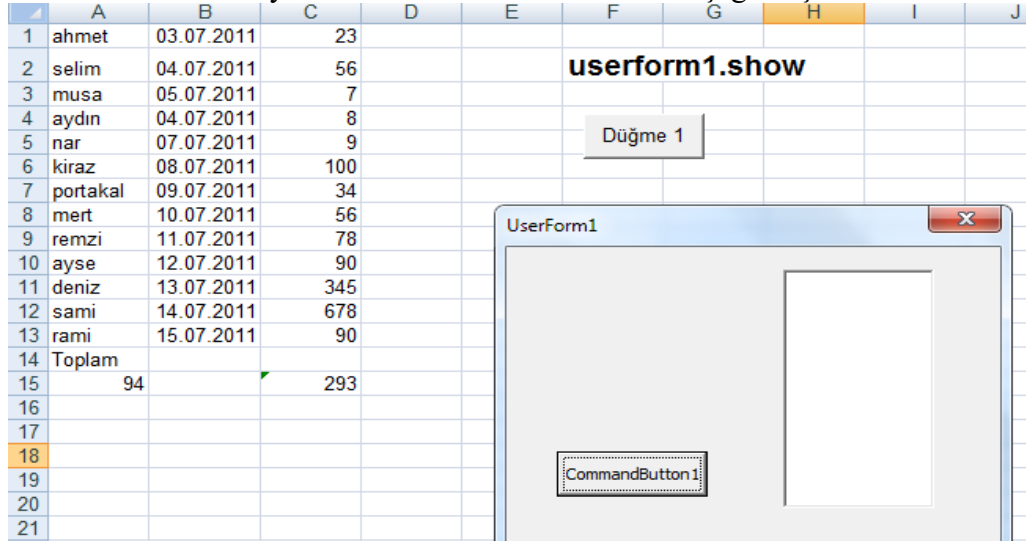 A B C D E F G H I J
1 ahmet 03.07.2011 23
2 selim 04.07.2011 56 userform1.show
3 musa 05.07.2011 7
4 aydın 04.07.2011 8
5 nar 07.07.2011 9 Düğme 1
6 kiraz 08.07.2011 100
7 portakal 09.07.2011 34
8 mert 10.07.2011 56
UserForm1
9 remzi 11.07.2011 78
10 ayse 12.07.2011 90
11 deniz 13.07.2011 345
12 sami 14.07.2011 678
13 rami 15.07.2011 90
14 Toplam
15 94 293
16
17
18
19 CommandButton1
20
21